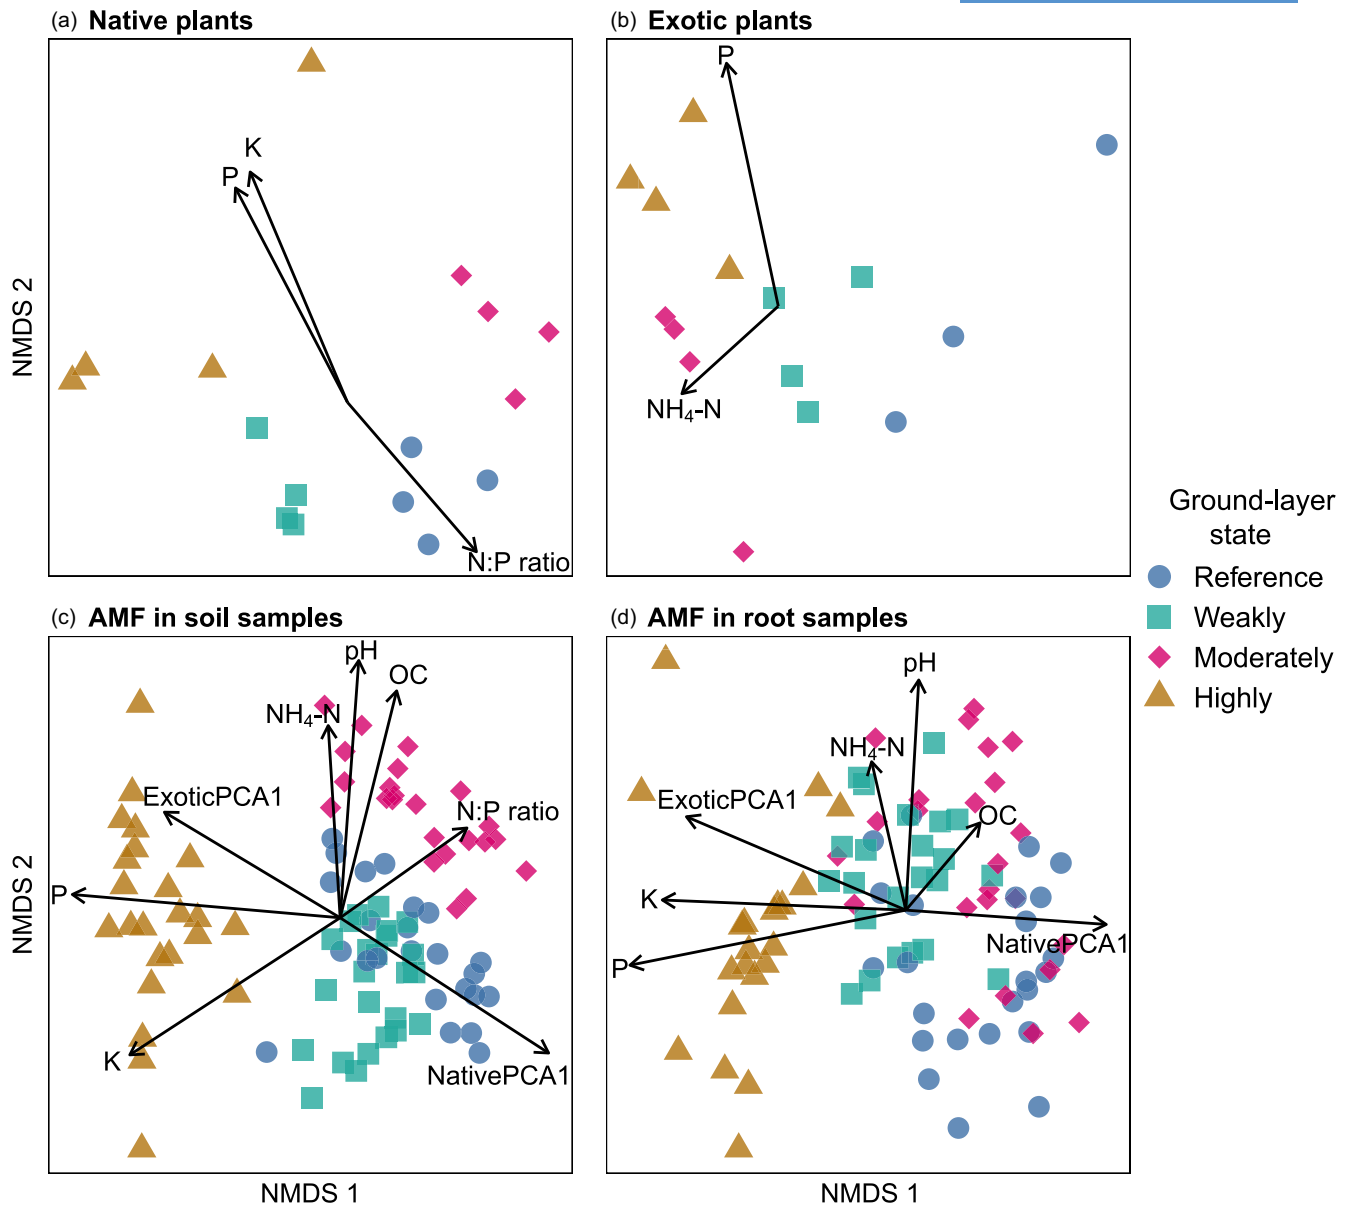 (a) Native plants
(b) Exotic plants
K
P
N:P ratio
P
NH₄-N
NMDS 2
Ground-layer
state
Reference
Weakly
Moderately
Highly
(c) AMF in soil samples
(d) AMF in root samples
pH
OC
NH₄-N
ExoticPCA1
N:P ratio
P
K
NativePCA1
pH
NH₄-N
ExoticPCA1
OC
K
NativePCA1
P
NMDS 2
NMDS 1
NMDS 1